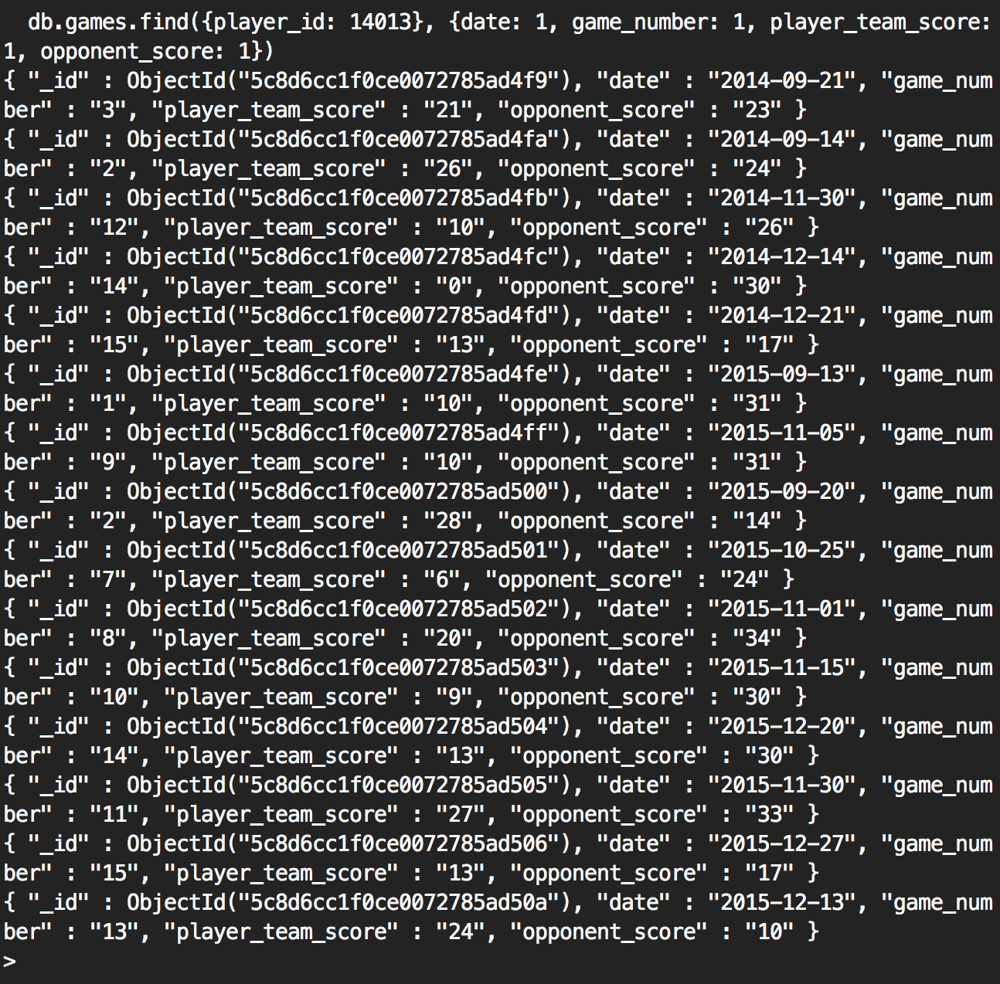 db.games.find({player_id: 14013}, {date: 1, game_number: 1, player_team_score:
1, opponent_score: 1})
{ "_id" : ObjectId("5c8d6cc1f0ce0072785ad4f9"), "date" : "2014-09-21", "game_num
ber" : "3", "player_team_score" : "21", "opponent_score" : "23" }
{ "_id" : ObjectId("5c8d6cc1f0ce0072785ad4fa"), "date" : "2014-09-14", "game_num
ber" : "2", "player_team_score" : "26", "opponent_score" : "24" }
{ "_id" : ObjectId("5c8d6cc1f0ce0072785ad4fb"), "date" : "2014-11-30", "game_num
ber" : "12", "player_team_score" : "10", "opponent_score" : "26" }
{ "_id" : ObjectId("5c8d6cc1f0ce0072785ad4fc"), "date" : "2014-12-14", "game_num
ber" : "14", "player_team_score" : "0", "opponent_score" : "30" }
{ "_id" : ObjectId("5c8d6cc1f0ce0072785ad4fd"), "date" : "2014-12-21", "game_num
ber" : "15", "player_team_score" : "13", "opponent_score" : "17" }
{ "_id" : ObjectId("5c8d6cc1f0ce0072785ad4fe"), "date" : "2015-09-13", "game_num
ber" : "1", "player_team_score" : "10", "opponent_score" : "31" }
{ "_id" : ObjectId("5c8d6cc1f0ce0072785ad4ff"), "date" : "2015-11-05", "game_num
ber" : "9", "player_team_score" : "10", "opponent_score" : "31" }
{ "_id" : ObjectId("5c8d6cc1f0ce0072785ad500"), "date" : "2015-09-20", "game_num
ber" : "2", "player_team_score" : "28", "opponent_score" : "14" }
{ "_id" : ObjectId("5c8d6cc1f0ce0072785ad501"), "date" : "2015-10-25", "game_num
ber" : "7", "player_team_score" : "6", "opponent_score" : "24" }
{ "_id" : ObjectId("5c8d6cc1f0ce0072785ad502"), "date" : "2015-11-01", "game_num
ber" : "8", "player_team_score" : "20", "opponent_score" : "34" }
{ "_id" : ObjectId("5c8d6cc1f0ce0072785ad503"), "date" : "2015-11-15", "game_num
ber" : "10", "player_team_score" : "9", "opponent_score" : "30" }
{ "_id" : ObjectId("5c8d6cc1f0ce0072785ad504"), "date" : "2015-12-20", "game_num
ber" : "14", "player_team_score" : "13", "opponent_score" : "30" }
{ "_id" : ObjectId("5c8d6cc1f0ce0072785ad505"), "date" : "2015-11-30", "game_num
ber" : "11", "player_team_score" : "27", "opponent_score" : "33" }
{ "_id" : ObjectId("5c8d6cc1f0ce0072785ad506"), "date" : "2015-12-27", "game_num
ber" : "15", "player_team_score" : "13", "opponent_score" : "17" }
{ "_id" : ObjectId("5c8d6cc1f0ce0072785ad50a"), "date" : "2015-12-13", "game_num
ber" : "13", "player_team_score" : "24", "opponent_score" : "10" }
>